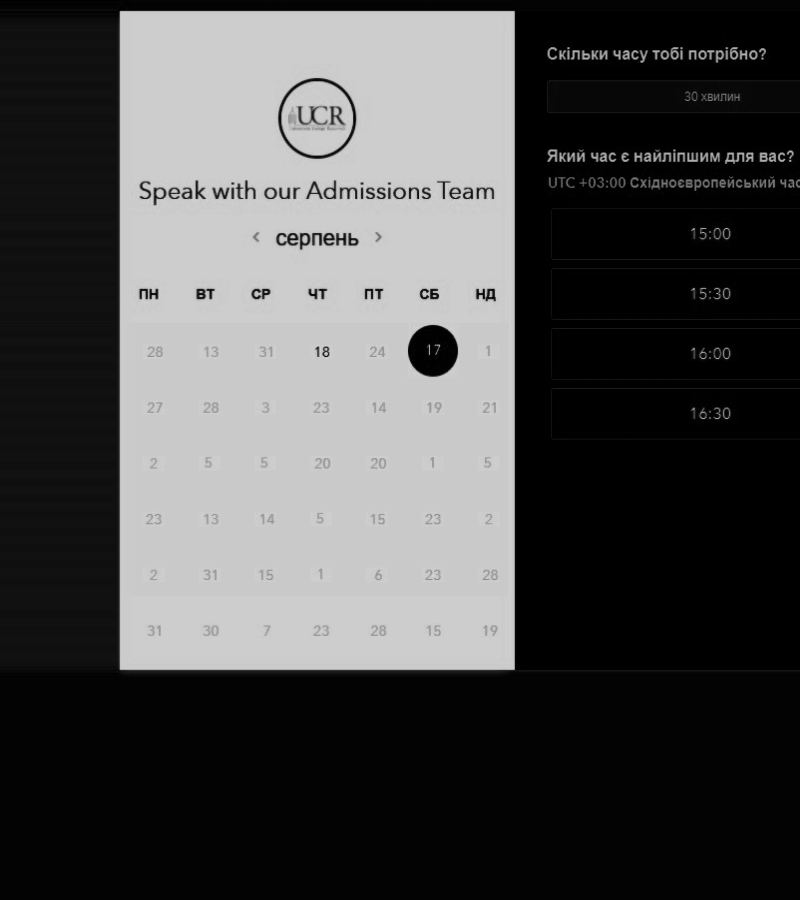 UCR
Speak with our Admissions Team
‹ серпень ›
ПН ВТ СР ЧТ ПТ СБ НД
28 13 31 18 24 17 1
27 28 3 23 14 19 21
2 5 5 20 20 1 5
23 13 14 5 15 23 2
2 31 15 1 6 23 28
31 30 7 23 28 15 19
Скільки часу тобі потрібно?
30 хвилин
Який час є найліпшим для вас?
UTC +03:00 Східноєвропейський час
15:00
15:30
16:00
16:30